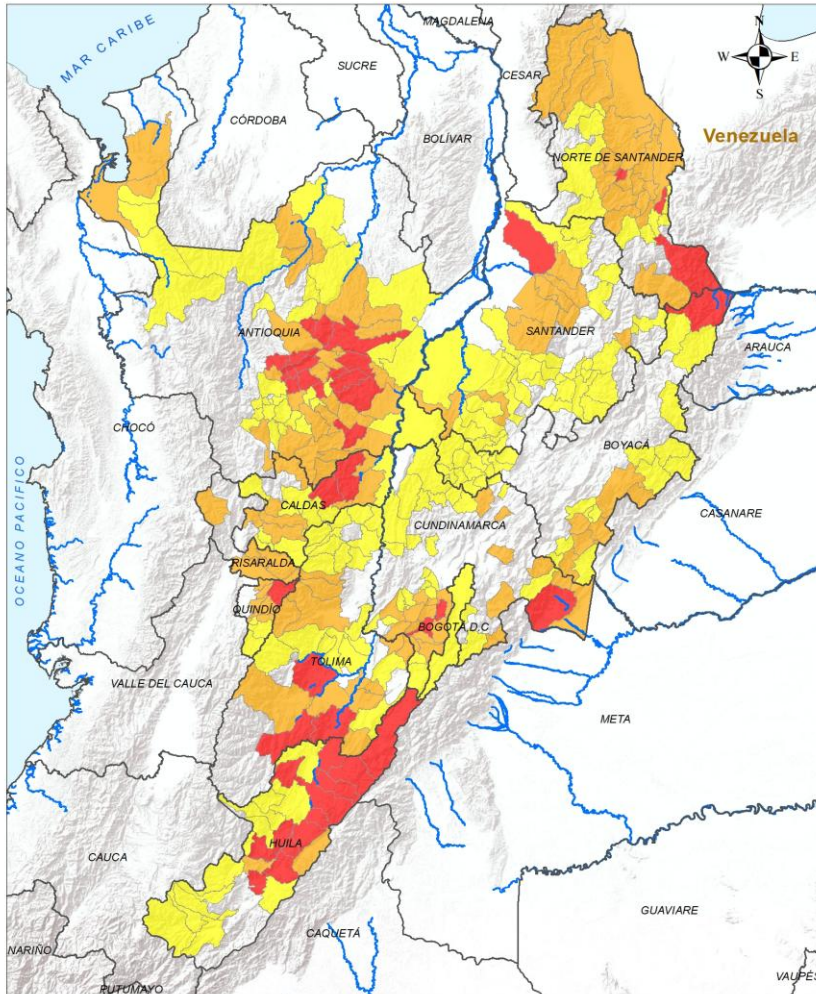 MAGDALENA
MAR CARIBE
N
W E
S
SUCRE
CESAR
CÓRDOBA
BOLÍVAR
Venezuela
NORTE DE SANTANDER
ANTIOQUIA
SANTANDER
ARAUCA
CHOCÓ
BOYACÁ
OCEANO PACIFICO
CALDAS
CUNDINAMARCA
CASANARE
RISARALDA
QUINDÍO
BOGOTÁ D.C
TOLIMA
VALLE DEL CAUCA
META
HUILA
CAUCA
GUAVIARE
CAQUETÁ
NARIÑO
PUTUMAYO
VAUPÉS